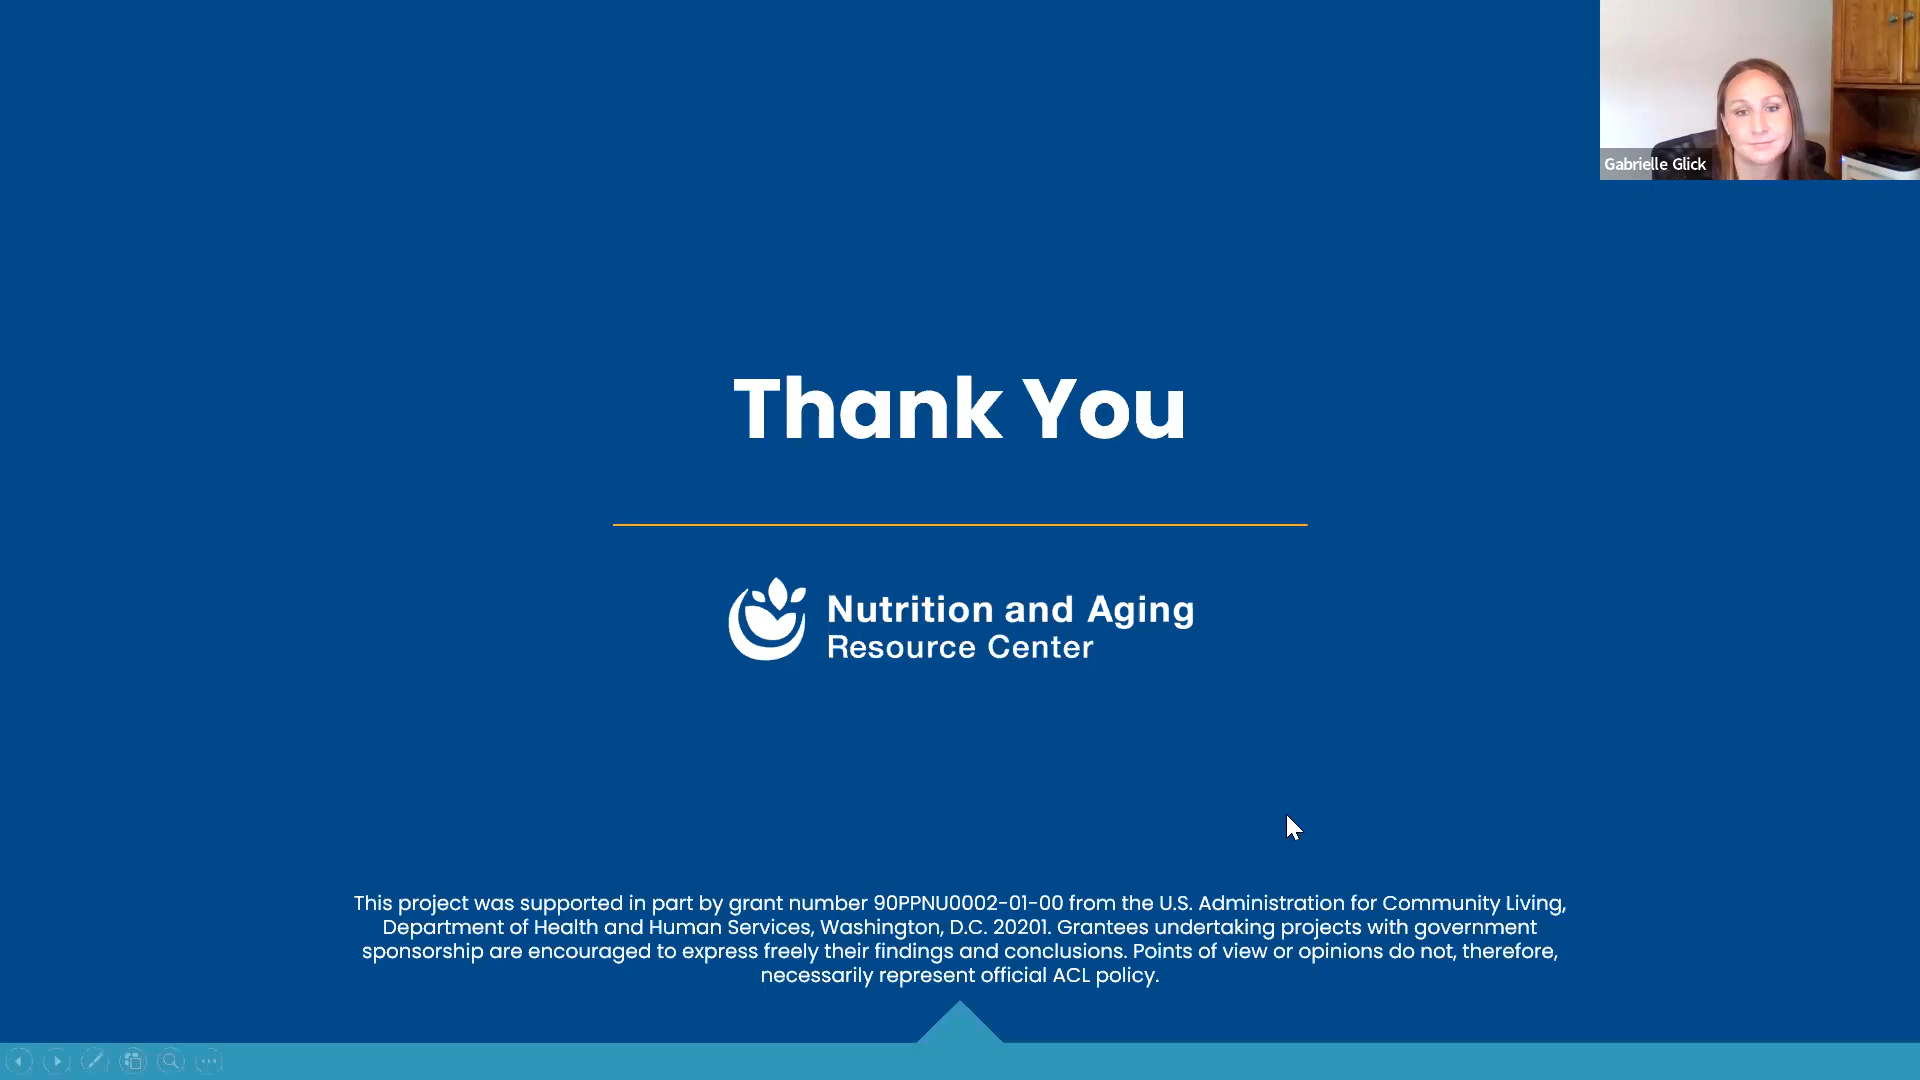 Gabrielle Glick
Thank You
Nutrition and Aging
Resource Center
This project was supported in part by grant number 90PPNU0002-01-00 from the U.S. Administration for Community Living,
Department of Health and Human Services, Washington, D.C. 20201. Grantees undertaking projects with government
sponsorship are encouraged to express freely their findings and conclusions. Points of view or opinions do not, therefore,
necessarily represent official ACL policy.